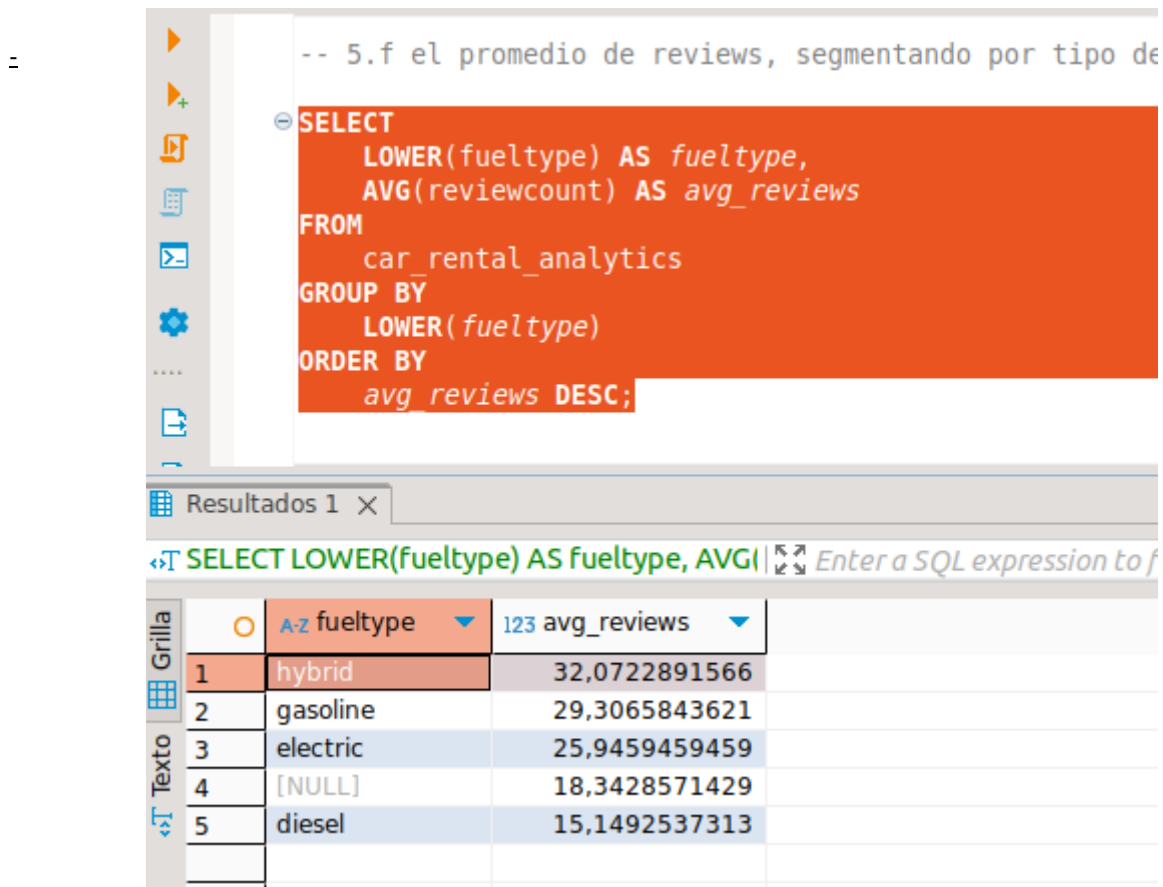 -
-- 5.f el promedio de reviews, segmentando por tipo de
SELECT
LOWER(fueltype) AS fueltype,
AVG(reviewcount) AS avg_reviews
FROM
car_rental_analytics
GROUP BY
LOWER(fueltype)
ORDER BY
avg_reviews DESC;
Resultados 1
SELECT LOWER(fueltype) AS fueltype, AVG( Enter a SQL expression to f
Grilla
Texto
A-Z fueltype 123 avg_reviews
1 hybrid 32,0722891566
2 gasoline 29,3065843621
3 electric 25,9459459459
4 [NULL] 18,3428571429
5 diesel 15,1492537313